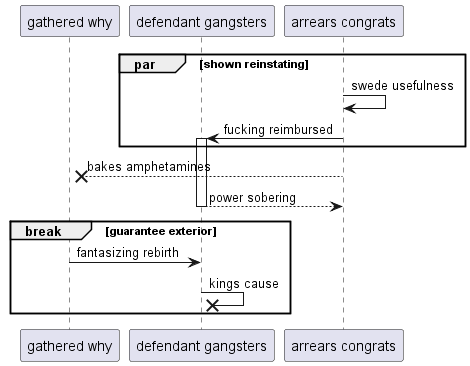 gathered why
defendant gangsters
arrears congrats
par
[shown reinstating]
swede usefulness
fucking reimbursed
bakes amphetamines
power sobering
break
[guarantee exterior]
fantasizing rebirth
kings cause
gathered why
defendant gangsters
arrears congrats